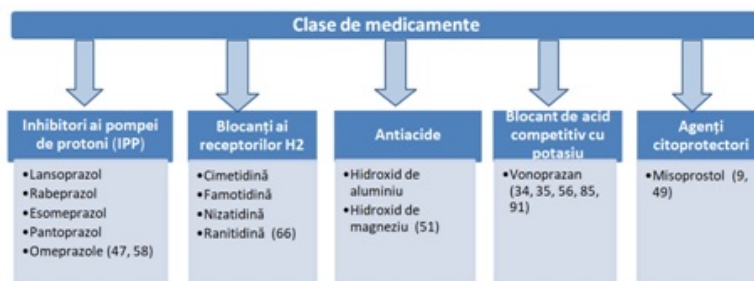 Clase de medicamente
Inhibitori ai pompei
de protoni (IPP)
•Lansoprazol
•Rabeprazol
•Esomeprazol
•Pantoprazol
•Omeprazole (47, 58)
Blocanți ai
receptorilor H2
•Cimetidină
•Famotidină
•Nizatidină
•Ranitidină (66)
Antiacide
•Hidroxid de
aluminiu
•Hidroxid de
magneziu (51)
Blocant de acid
competitiv cu
potasiu
•Vonoprazan
(34, 35, 56, 85,
91)
Agenți
citoprotectori
•Misoprostol (9,
49)